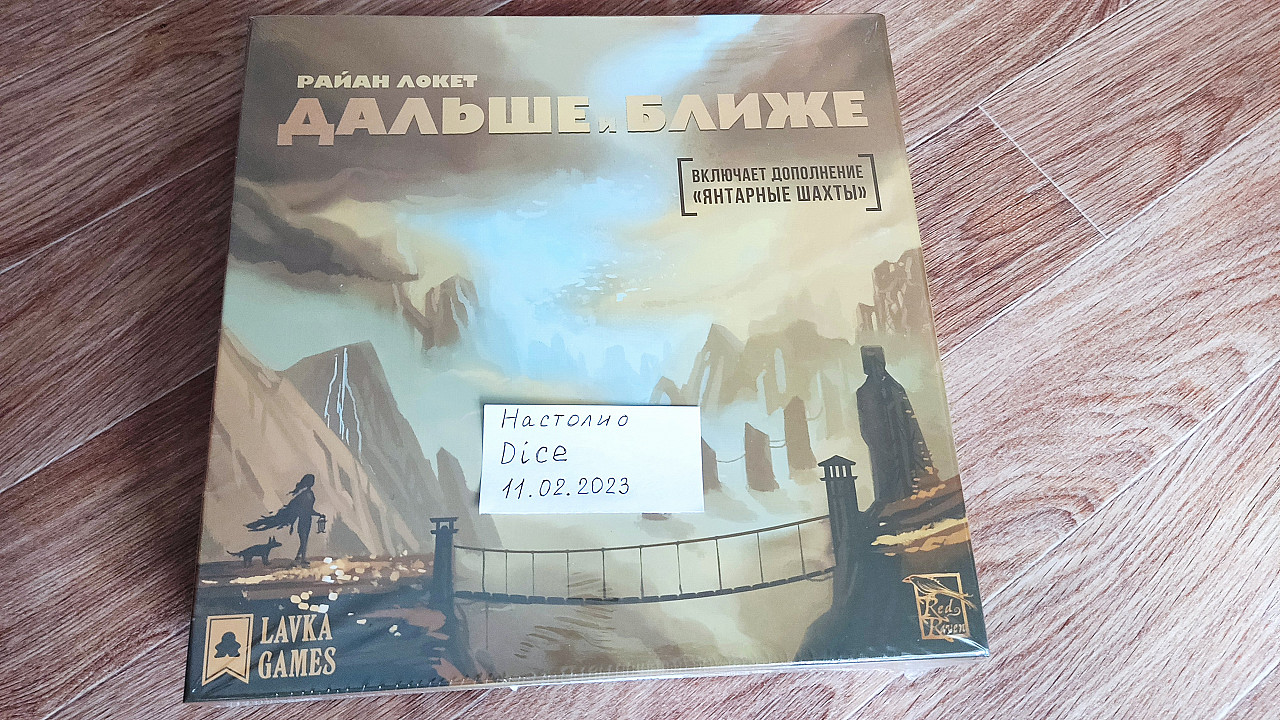 РАЙАН ЛОКЕТ
ДАЛЬШЕ и БЛИЖЕ
ВКЛЮЧАЕТ ДОПОЛНЕНИЕ
«ЯНТАРНЫЕ ШАХТЫ»
Настолио
Dice
11.02.2023
LAVKA
GAMES
Red
Raven